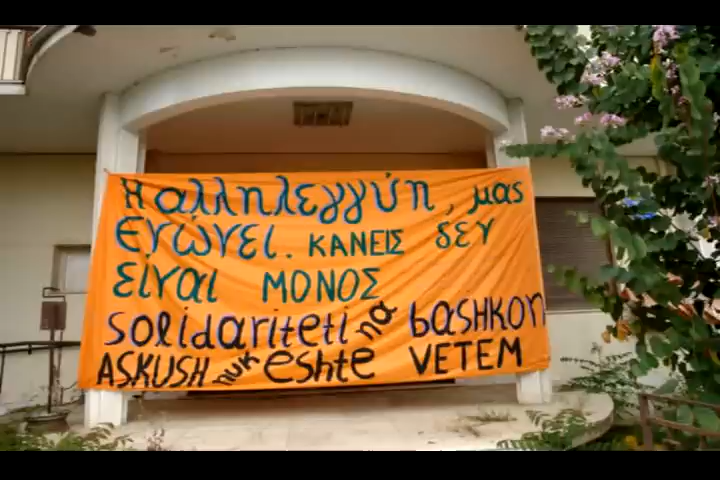 Η αλληλεγγύη, μας
Ενώνει. ΚΑΝΕΙΣ δεν
είναι ΜΟΝΟΣ
solidariteti na bASHKON
ASKUSH nuk eshte VETEM